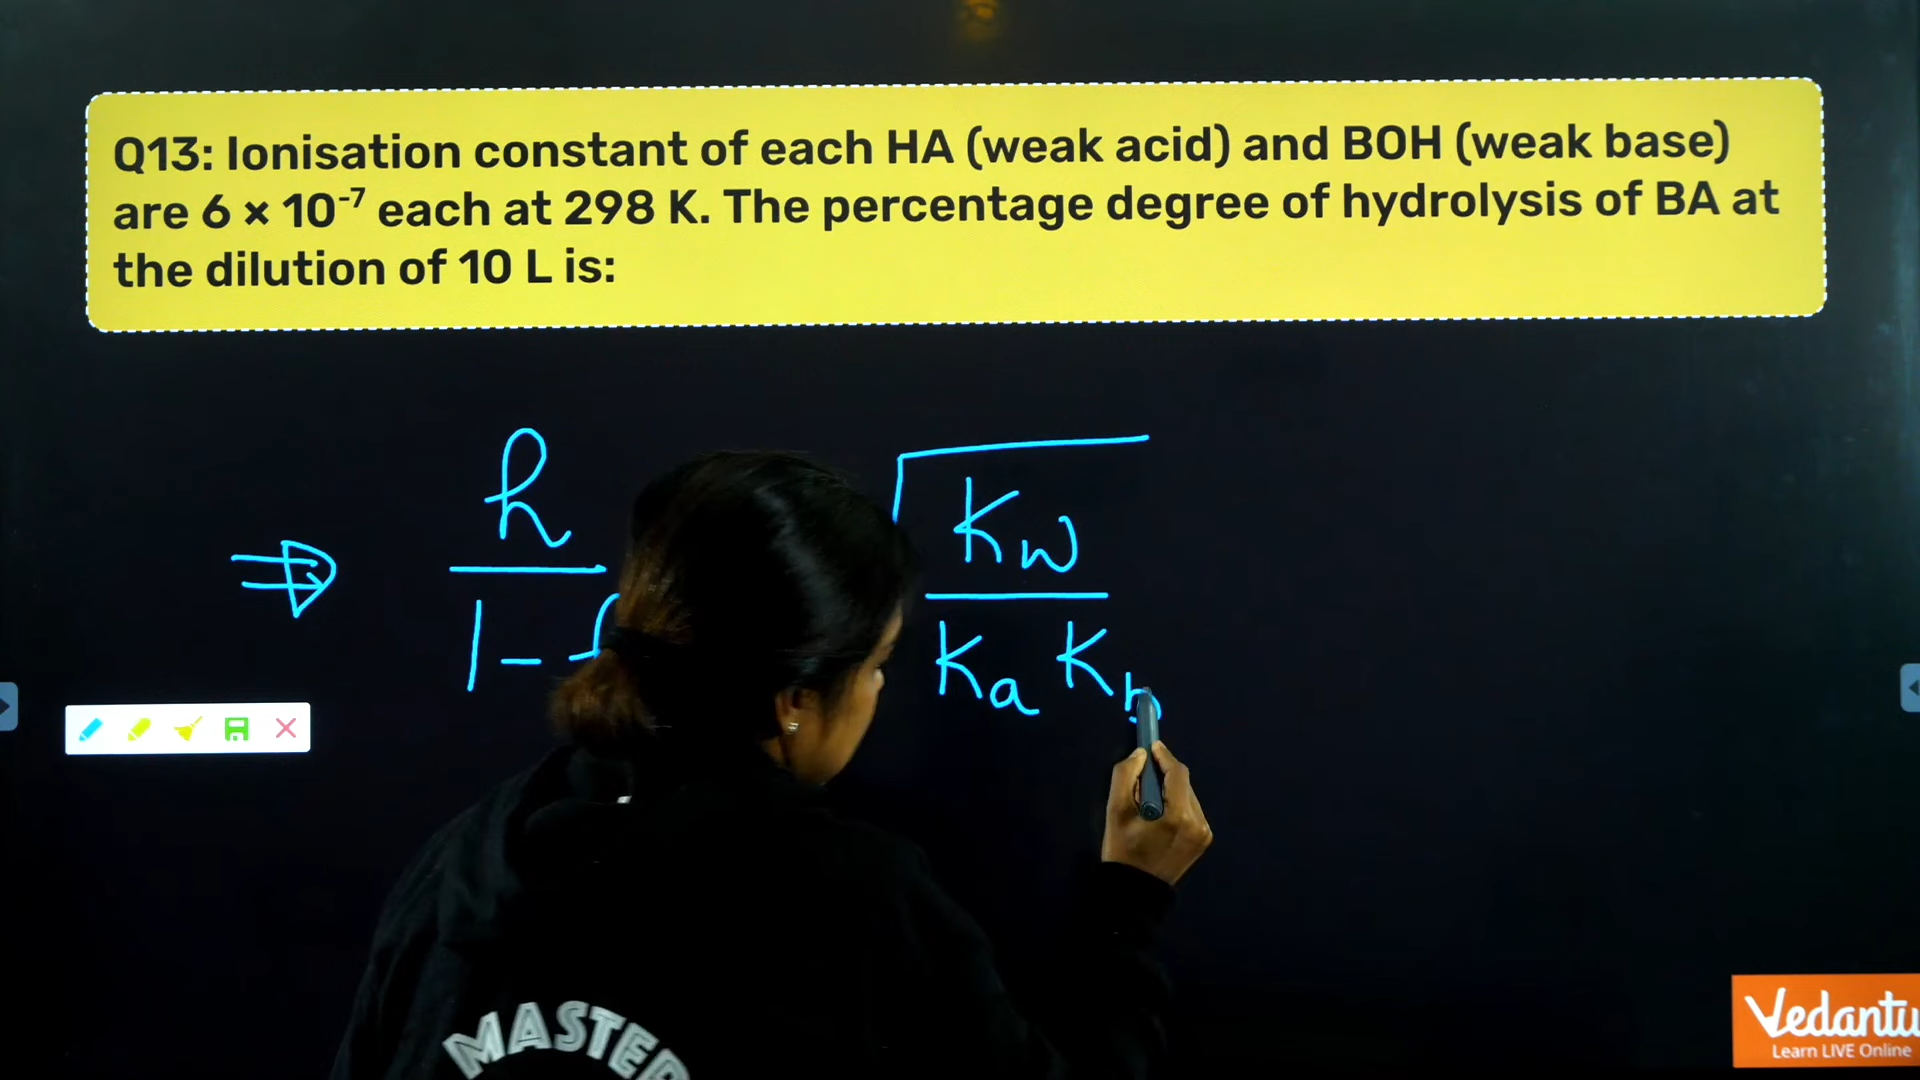 Q13: Ionisation constant of each HA (weak acid) and BOH (weak base)
are 6 × 10⁻⁷ each at 298 K. The percentage degree of hydrolysis of BA at
the dilution of 10 L is:
h
1 -
√ Kw
Ka Kb
MASTER
Vedantu
Learn LIVE Online